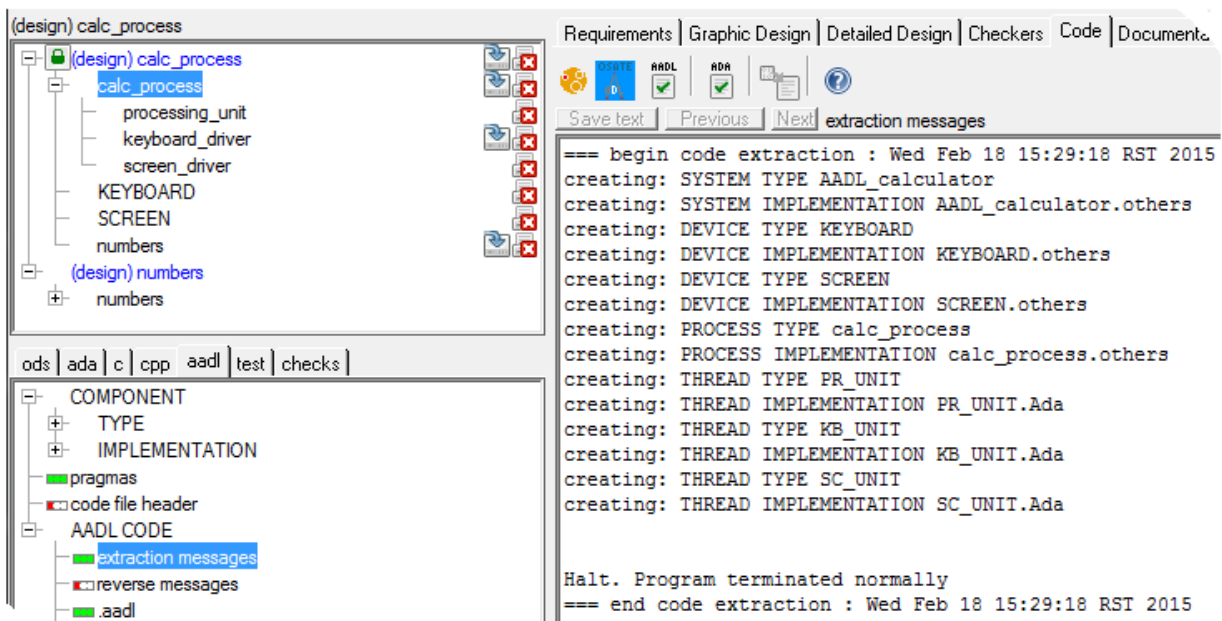 (design) calc_process
(design) calc_process
calc_process
processing_unit
keyboard_driver
screen_driver
KEYBOARD
SCREEN
numbers
(design) numbers
numbers
ods ada c cpp aadl test checks
COMPONENT
TYPE
IMPLEMENTATION
pragmas
code file header
AADL CODE
extraction messages
reverse messages
.aadl
Requirements Graphic Design Detailed Design Checkers Code Documenta
OSATE D AADL ADA ?
Save text Previous Next extraction messages
=== begin code extraction : Wed Feb 18 15:29:18 RST 2015
creating: SYSTEM TYPE AADL_calculator
creating: SYSTEM IMPLEMENTATION AADL_calculator.others
creating: DEVICE TYPE KEYBOARD
creating: DEVICE IMPLEMENTATION KEYBOARD.others
creating: DEVICE TYPE SCREEN
creating: DEVICE IMPLEMENTATION SCREEN.others
creating: PROCESS TYPE calc_process
creating: PROCESS IMPLEMENTATION calc_process.others
creating: THREAD TYPE PR_UNIT
creating: THREAD IMPLEMENTATION PR_UNIT.Ada
creating: THREAD TYPE KB_UNIT
creating: THREAD IMPLEMENTATION KB_UNIT.Ada
creating: THREAD TYPE SC_UNIT
creating: THREAD IMPLEMENTATION SC_UNIT.Ada
Halt. Program terminated normally
=== end code extraction : Wed Feb 18 15:29:18 RST 2015